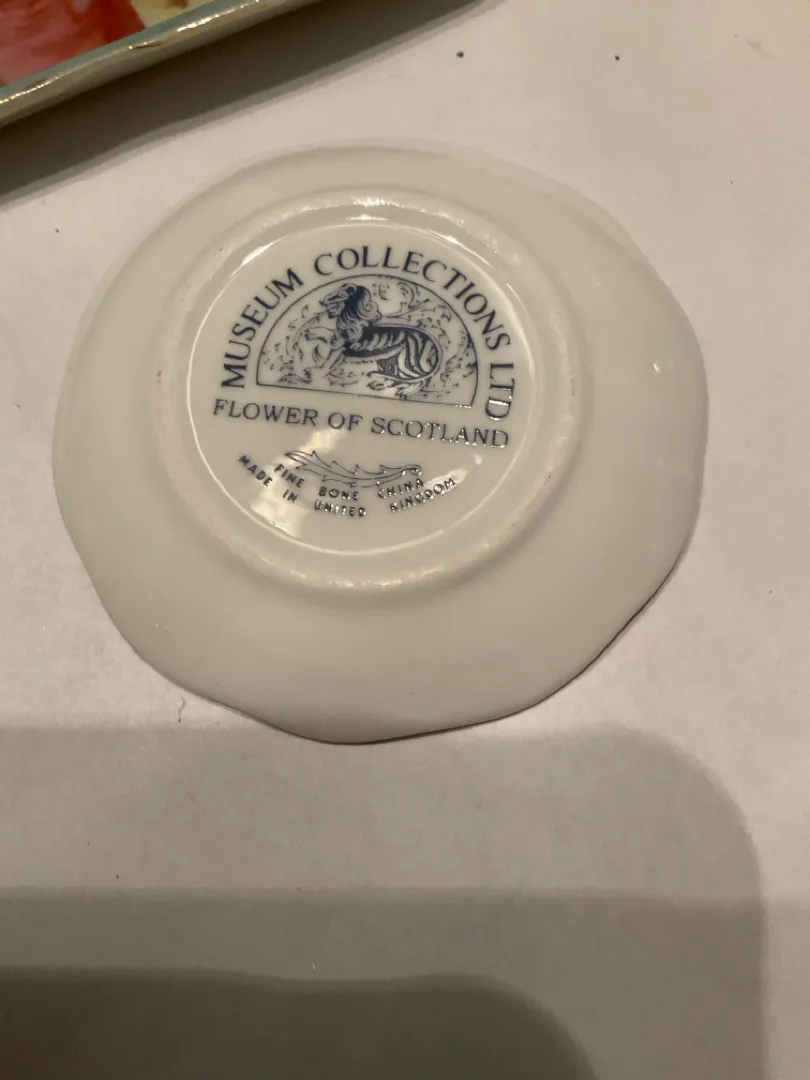 MUSEUM COLLECTIONS LTD
FLOWER OF SCOTLAND
FINE BONE CHINA
MADE IN UNITED KINGDOM